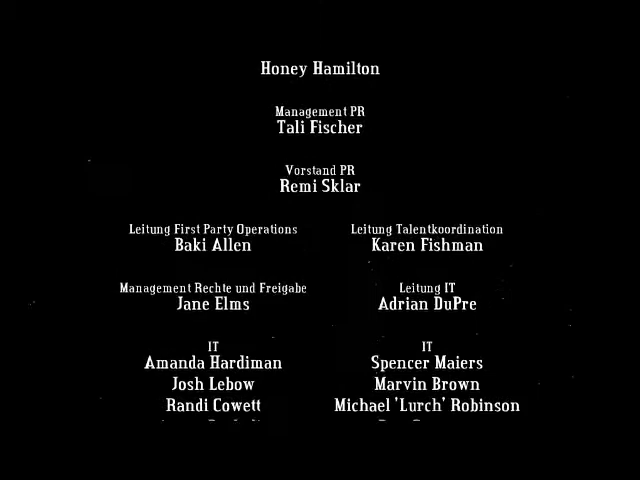 Honey Hamilton
Management PR
Tali Fischer
Vorstand PR
Remi Sklar
Leitung First Party Operations
Baki Allen
Leitung Talentkoordination
Karen Fishman
Management Rechte und Freigabe
Jane Elms
Leitung IT
Adrian DuPre
IT
Amanda Hardiman
Josh Lebow
Randi Cowett
IT
Spencer Maiers
Marvin Brown
Michael 'Lurch' Robinson